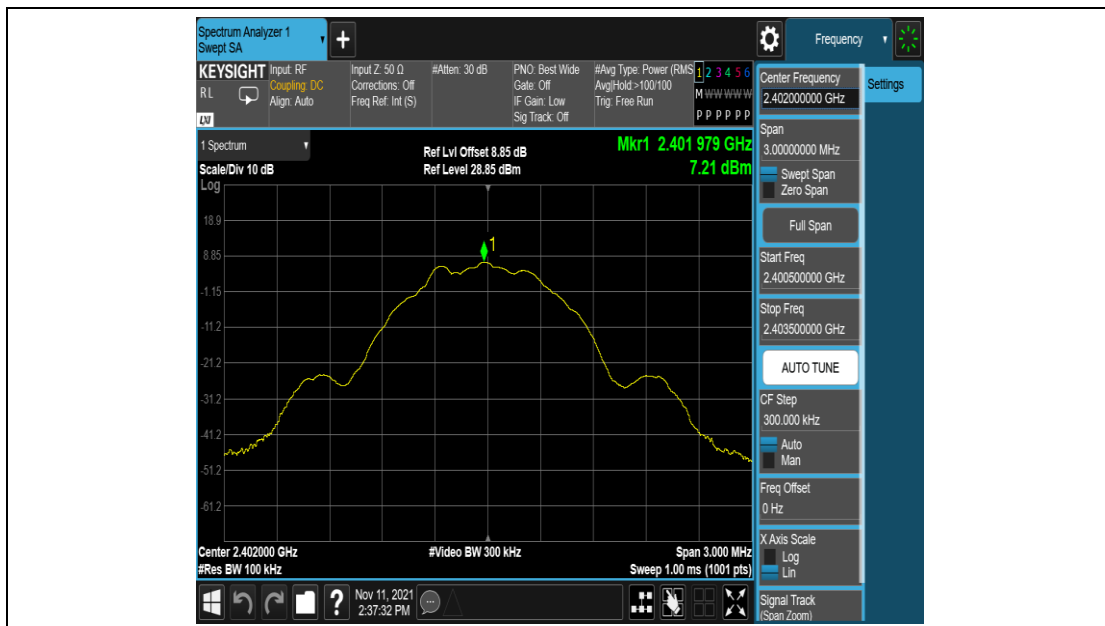 Spectrum Analyzer 1
Swept SA
+
Frequency
KEYSIGHT
RL
LXI
Input: RF
Coupling: DC
Align: Auto
Input Z: 50 Ω
Corrections: Off
Freq Ref: Int (S)
#Atten: 30 dB
PNO: Best Wide
Gate: Off
IF Gain: Low
Sig Track: Off
#Avg Type: Power (RMS
Avg|Hold:>100/100
Trig: Free Run
1 2 3 4 5 6
M W W W W W
P P P P P P
1 Spectrum
Scale/Div 10 dB
Log
Ref Lvl Offset 8.85 dB
Ref Level 28.85 dBm
Mkr1 2.401 979 GHz
7.21 dBm
18.9
8.85
-1.15
-11.2
-21.2
-31.2
-41.2
-51.2
-61.2
1
Center 2.402000 GHz
#Video BW 300 kHz
Span 3.000 MHz
#Res BW 100 kHz
Sweep 1.00 ms (1001 pts)
Center Frequency
2.402000000 GHz
Settings
Span
3.00000000 MHz
Swept Span
Zero Span
Full Span
Start Freq
2.400500000 GHz
Stop Freq
2.403500000 GHz
AUTO TUNE
CF Step
300.000 kHz
Auto
Man
Freq Offset
0 Hz
X Axis Scale
Log
Lin
Signal Track
(Span Zoom)
?
Nov 11, 2021
2:37:32 PM